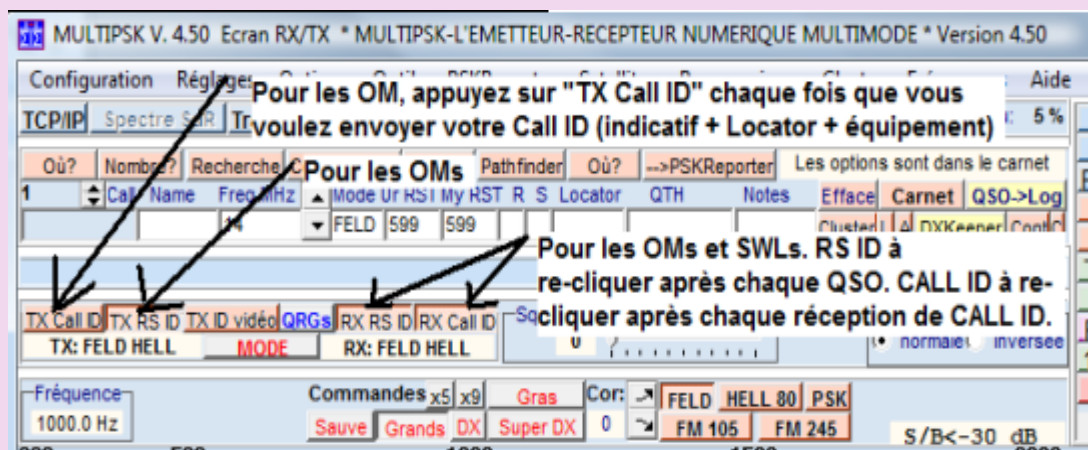 MULTIPSK V. 4.50 Ecran RX/TX * MULTIPSK-L'EMETTEUR-RECEPTEUR NUMERIQUE MULTIMODE * Version 4.50
Configuration Réglages Aide
Pour les OM, appuyez sur "TX Call ID" chaque fois que vous
TCP/IP Spectre 5 %
voulez envoyer votre Call ID (indicatif + Locator + équipement)
Où? Nombre? Recherche Pathfinder Où? -->PSKReporter Les options sont dans le carnet
Pour les OMs
1 Call Name Freq MHz Mode Ur RST My RST R S Locator QTH Notes Efface Carnet QSO->Log
14 FELD 599 599 Cluster DXKeeper
Pour les OMs et SWLs. RS ID à
re-cliquer après chaque QSO. CALL ID à re-
cliquer après chaque réception de CALL ID.
TX Call ID TX RS ID TX ID vidéo QRGs RX RS ID RX Call ID
TX: FELD HELL MODE RX: FELD HELL 0 normale inversée
Fréquence Commandes x5 x9 Gras Cor: FELD HELL 80 PSK
1000.0 Hz Sauve Grands DX Super DX 0 FM 105 FM 245 S/B<-30 dB